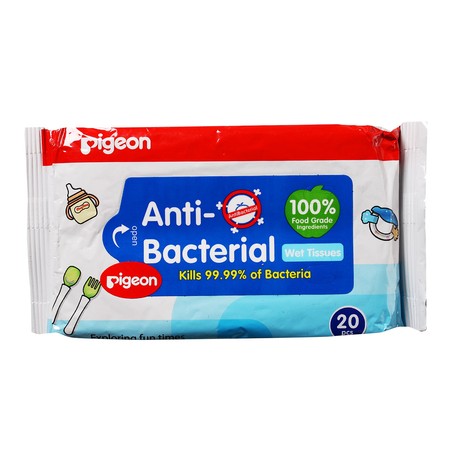 Pigeon
Anti-
Bacterial
AntiBacterial
100%
Food Grade
Ingredients
open
Wet Tissues
Kills 99.99% of Bacteria
Pigeon
20
pcs
Exploring fun times